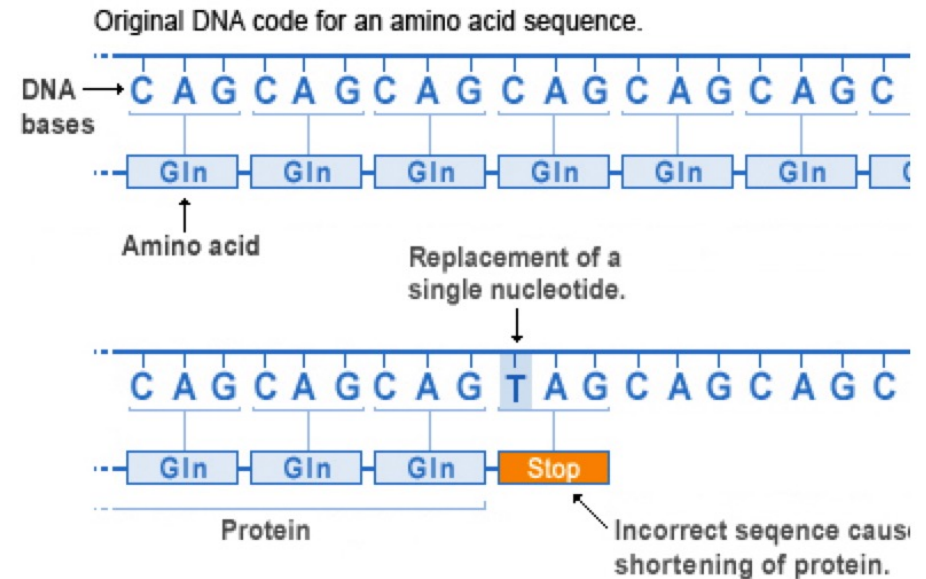 Original DNA code for an amino acid sequence.
DNA bases
C A G C A G C A G C A G C A G C A G C
Gln Gln Gln Gln Gln Gln
Amino acid
Replacement of a
single nucleotide.
C A G C A G C A G T A G C A G C A G C
Gln Gln Gln Stop
Protein
Incorrect seqence caus
shortening of protein.